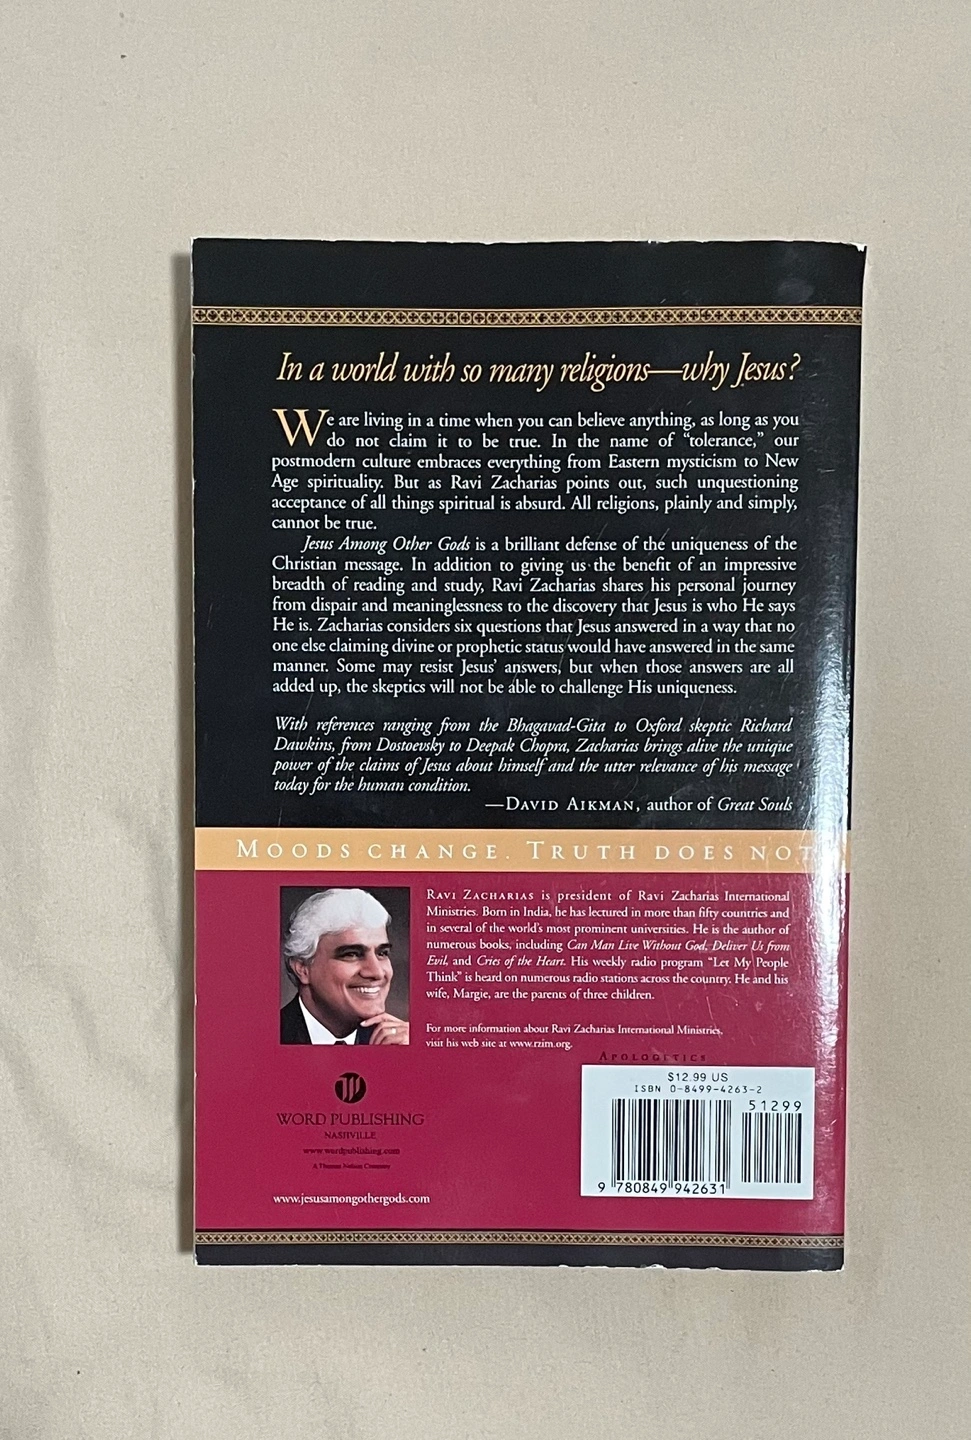 In a world with so many religions—why Jesus?
We are living in a time when you can believe anything, as long as you
do not claim it to be true. In the name of “tolerance,” our
postmodern culture embraces everything from Eastern mysticism to New
Age spirituality. But as Ravi Zacharias points out, such unquestioning
acceptance of all things spiritual is absurd. All religions, plainly and simply,
cannot be true.
Jesus Among Other Gods is a brilliant defense of the uniqueness of the
Christian message. In addition to giving us the benefit of an impressive
breadth of reading and study, Ravi Zacharias shares his personal journey
from dispair and meaninglessness to the discovery that Jesus is who He says
He is. Zacharias considers six questions that Jesus answered in a way that no
one else claiming divine or prophetic status would have answered in the same
manner. Some may resist Jesus’ answers, but when those answers are all
added up, the skeptics will not be able to challenge His uniqueness.
With references ranging from the Bhagavad-Gita to Oxford skeptic Richard
Dawkins, from Dostoevsky to Deepak Chopra, Zacharias brings alive the unique
power of the claims of Jesus about himself and the utter relevance of his message
today for the human condition.
—DAVID AIKMAN, author of Great Souls
MOODS CHANGE. TRUTH DOES NOT
RAVI ZACHARIAS is president of Ravi Zacharias International
Ministries. Born in India, he has lectured in more than fifty countries and
in several of the world’s most prominent universities. He is the author of
numerous books, including Can Man Live Without God, Deliver Us from
Evil, and Cries of the Heart. His weekly radio program “Let My People
Think” is heard on numerous radio stations across the country. He and his
wife, Margie, are the parents of three children.
For more information about Ravi Zacharias International Ministries,
visit his web site at www.rzim.org.
APOLOGETICS
WORD PUBLISHING
NASHVILLE
www.wordpublishing.com
A Thomas Nelson Company
www.jesusamongothergods.com
$12.99 US
ISBN 0-8499-4263-2
51299
9 780849 942631